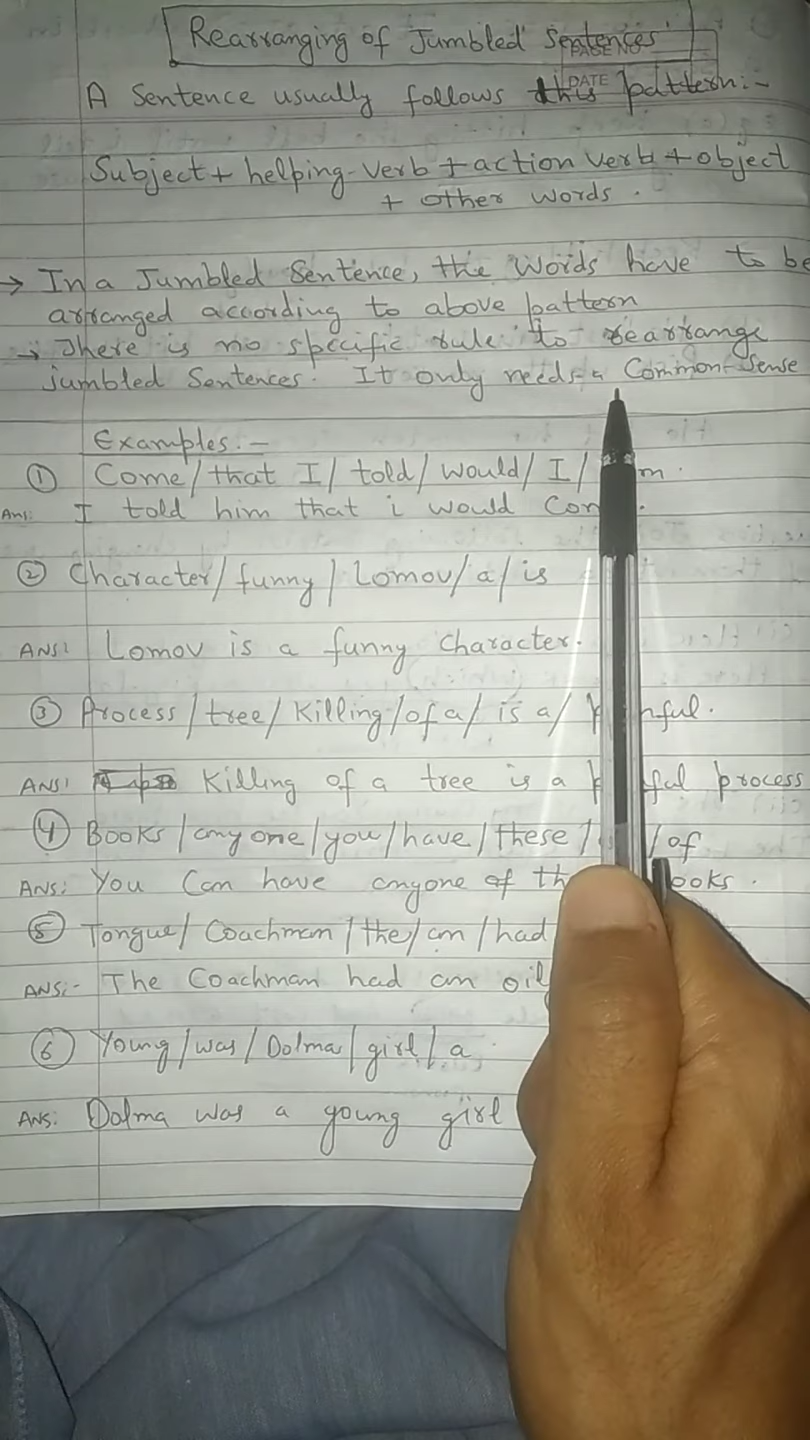 Rearranging of Jumbled Sentences
PAGE NO
DATE
A Sentence usually follows this pattern:-
Subject + helping-verb + action verb + object
+ other words.
→ In a Jumbled Sentence, the Words have to be
arranged according to above pattern
→ There is no specific rule to rearrange
jumbled Sentences. It only needs a Common-Sense
Examples:-
① Come/that I/told/would/I/ m.
Ans: I told him that i would Com.
② Character/funny/Lomov/a/is
ANS: Lomov is a funny Character.
③ Process/tree/Killing/of a/is a/
ANS: Killing of a tree is a process
④ Books/anyone/you/have/these/ /of
ANS: You Can have anyone of
⑤ Tongue/Coachman/the/an/had
ANS:- The Coachman had an
⑥ Young/was/Dolma/girl/a
ANS: Dolma was a young girl